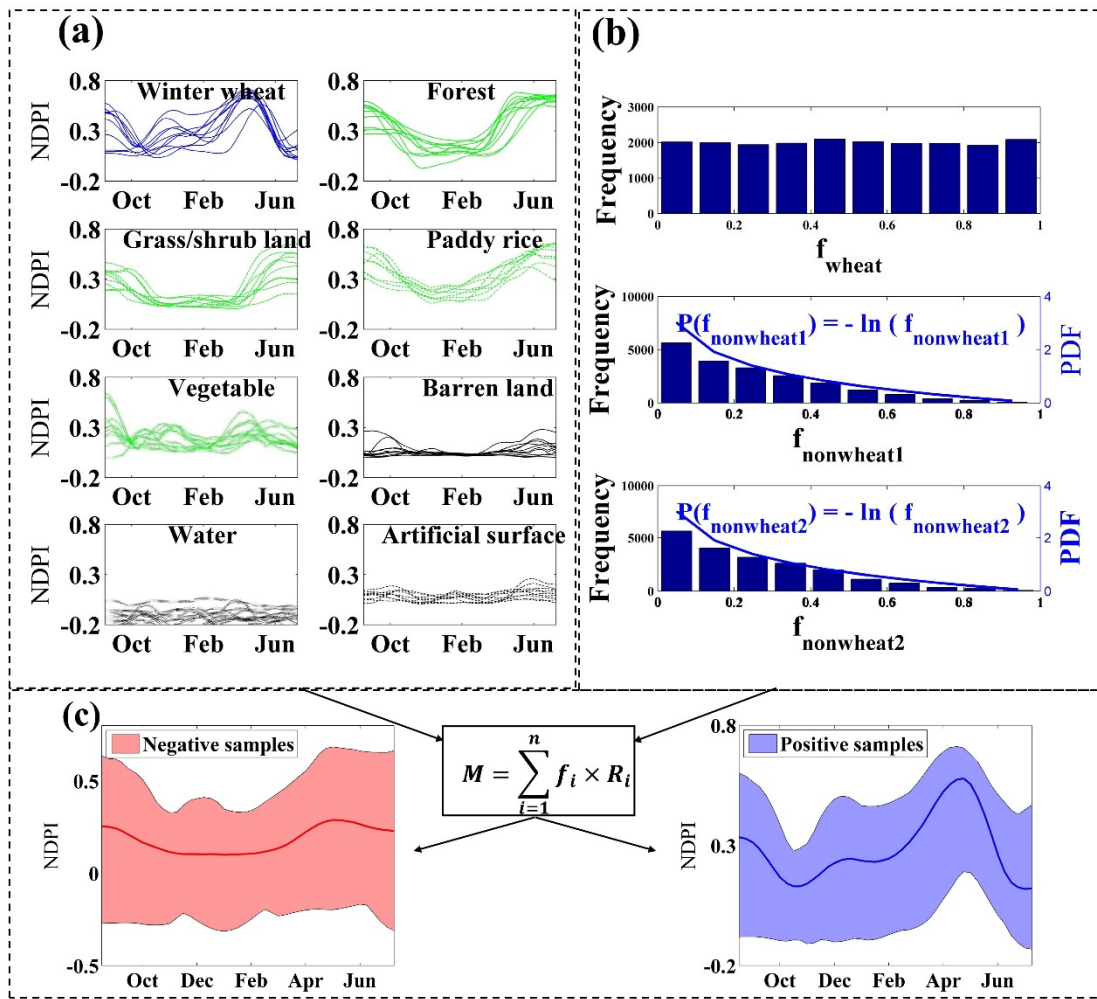 (a)
0.8
0.3
-0.2
NDPI
Winter wheat
Oct Feb Jun
0.8
0.3
-0.2
Forest
Oct Feb Jun
0.8
0.3
-0.2
NDPI
Grass/shrub land
Oct Feb Jun
0.8
0.3
-0.2
Paddy rice
Oct Feb Jun
0.8
0.3
-0.2
NDPI
Vegetable
Oct Feb Jun
0.8
0.3
-0.2
Barren land
Oct Feb Jun
0.8
0.3
-0.2
NDPI
Water
Oct Feb Jun
0.8
0.3
-0.2
Artificial surface
Oct Feb Jun
(b)
3000
2000
1000
0
Frequency
0 0.2 0.4 0.6 0.8 1
f wheat
10000
5000
0
Frequency
P(f nonwheat1) = - ln ( f nonwheat1 )
4
2
0
PDF
0 0.2 0.4 0.6 0.8 1
f nonwheat1
10000
5000
0
Frequency
P(f nonwheat2) = - ln ( f nonwheat2 )
4
2
0
PDF
0 0.2 0.4 0.6 0.8 1
f nonwheat2
(c)
0.5
0
-0.5
NDPI
Negative samples
Oct Dec Feb Apr Jun
n
M = ∑ f i × R i
i=1
0.8
0.3
-0.2
NDPI
Positive samples
Oct Dec Feb Apr Jun